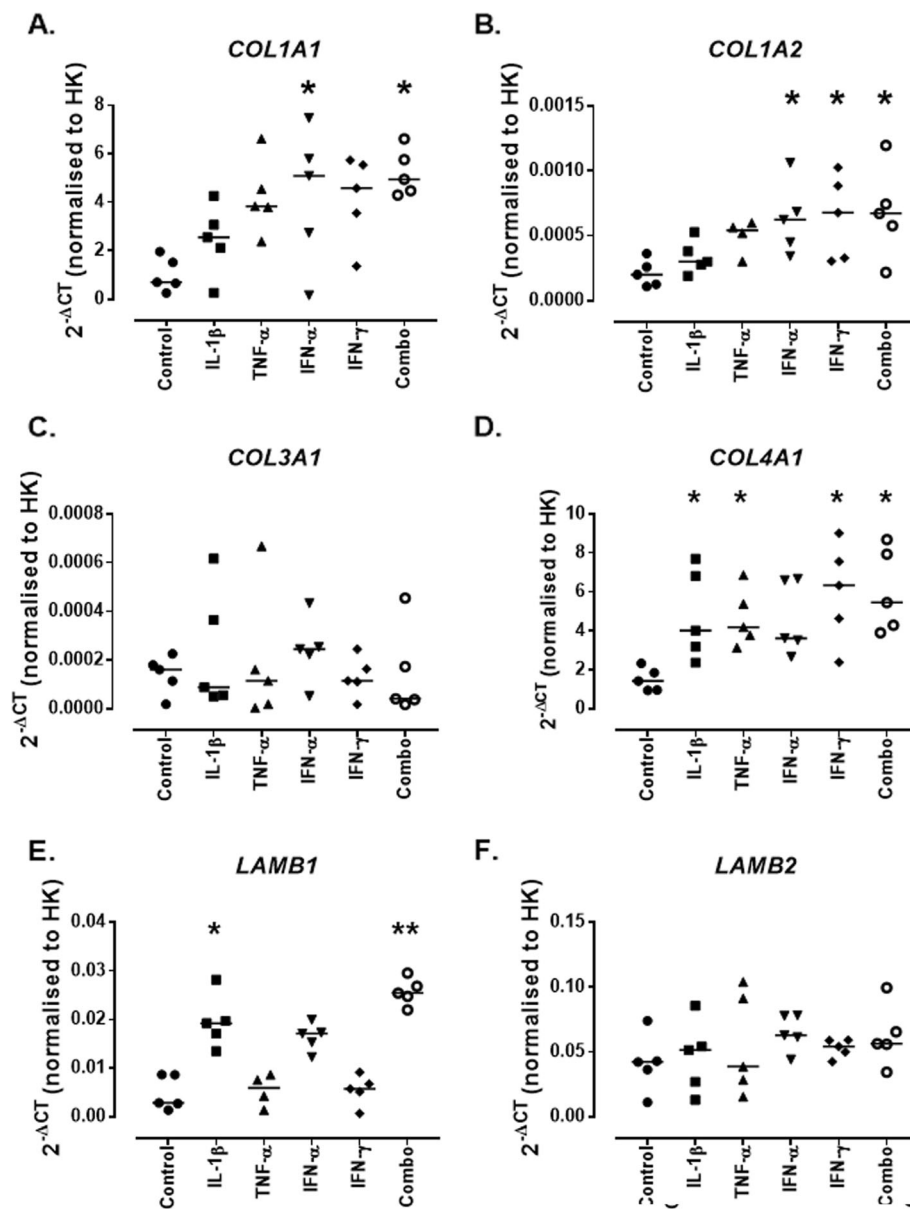 A.
COL1A1
* *
2^-ΔCT (normalised to HK)
8
6
4
2
0
Control
IL-1β
TNF-α
IFN-α
IFN-γ
Combo
B.
COL1A2
* * *
2^-ΔCT (normalised to HK)
0.0015
0.0010
0.0005
0.0000
Control
IL-1β
TNF-α
IFN-α
IFN-γ
Combo
C.
COL3A1
2^-ΔCT (normalised to HK)
0.0008
0.0006
0.0004
0.0002
0.0000
Control
IL-1β
TNF-α
IFN-α
IFN-γ
Combo
D.
COL4A1
* * * *
2^-ΔCT (normalised to HK)
10
8
6
4
2
0
Control
IL-1β
TNF-α
IFN-α
IFN-γ
Combo
E.
LAMB1
* **
2^-ΔCT (normalised to HK)
0.04
0.03
0.02
0.01
0.00
Control
IL-1β
TNF-α
IFN-α
IFN-γ
Combo
F.
LAMB2
2^-ΔCT (normalised to HK)
0.15
0.10
0.05
0.00
Control
IL-1β
TNF-α
IFN-α
IFN-γ
Combo